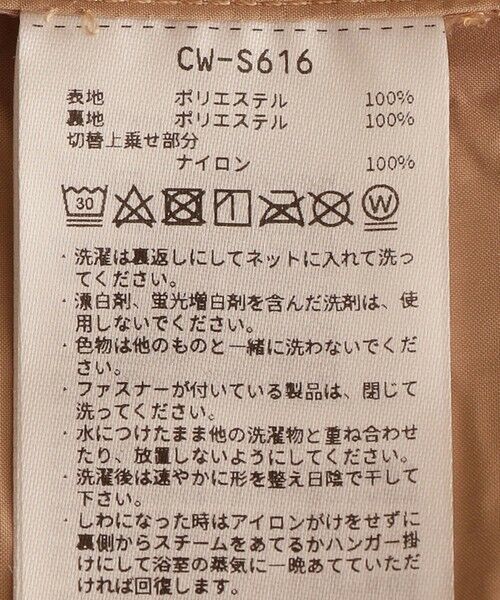 CW-S616
表地 ポリエステル 100%
裏地 ポリエステル 100%
切替上乗せ部分
ナイロン 100%
30 W
・洗濯は裏返しにしてネットに入れて洗っ
てください。
・漂白剤、蛍光増白剤を含んだ洗剤は、使
用しないでください。
・色物は他のものと一緒に洗わないでくだ
さい。
・ファスナーが付いている製品は、閉じて
洗ってください。
・水につけたまま他の洗濯物と重ね合わせ
たり、放置しないようにしてください。
・洗濯後は速やかに形を整え日陰で干して
下さい。
・しわになった時はアイロンがけをせずに
裏側からスチームをあてるかハンガー掛
けにして浴室の蒸気に一晩あてていただ
ければ回復します。